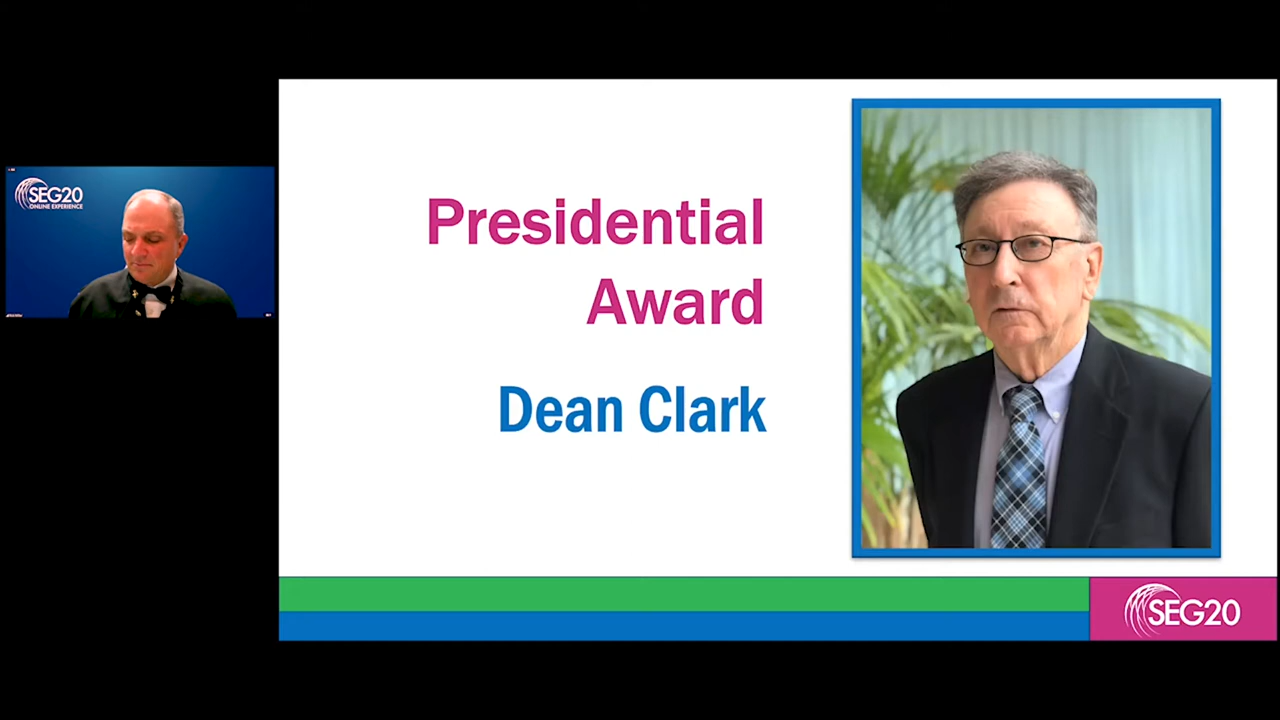 SEG20
ONLINE EXPERIENCE
Presidential
Award
Dean Clark
SEG20